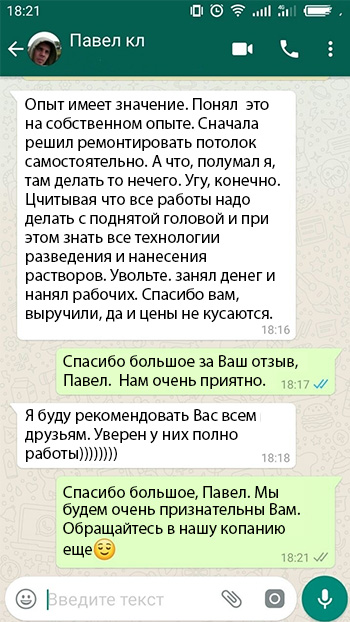 18:21
Павел кл
Опыт имеет значение. Понял это
на собственном опыте. Сначала
решил ремонтировать потолок
самостоятельно. А что, полумал я,
там делать то нечего. Угу, конечно.
Цчитывая что все работы надо
делать с поднятой головой и при
этом знать все технологии
разведения и нанесения
растворов. Увольте. занял денег и
нанял рабочих. Спасибо вам,
выручили, да и цены не кусаются.
18:16
Спасибо большое за Ваш отзыв,
Павел. Нам очень приятно.
18:17
Я буду рекомендовать Вас всем
друзьям. Уверен у них полно
работы))))))))
18:18
Спасибо большое, Павел. Мы
будем очень признательны Вам.
Обращайтесь в нашу копанию
еще😌
18:21
Введите текст